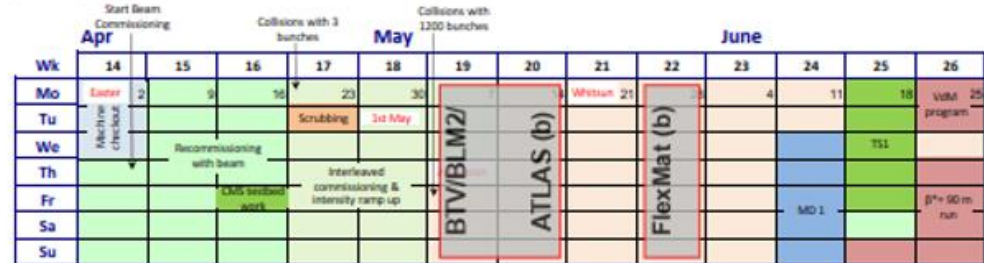 Start Beam
Commissioning
Collisions with 3
bunches
Collisions with
1200 bunches
Apr May June
Wk 14 15 16 17 18 19 20 21 22 23 24 25 26
Mo Easter 2 9 16 23 30 Whitsun 21 4 11 18 25
Tu Scrubbing 1st May
We
Th
Fr
Sa
Su
Machine
checkout
Recommissioning
with beam
CMS testbed
work
Interleaved
commissioning &
intensity ramp up
BTV/BLM2/
ATLAS (b)
FlexMat (b)
MD 1
TS1
VdM
program
β*= 90 m
run